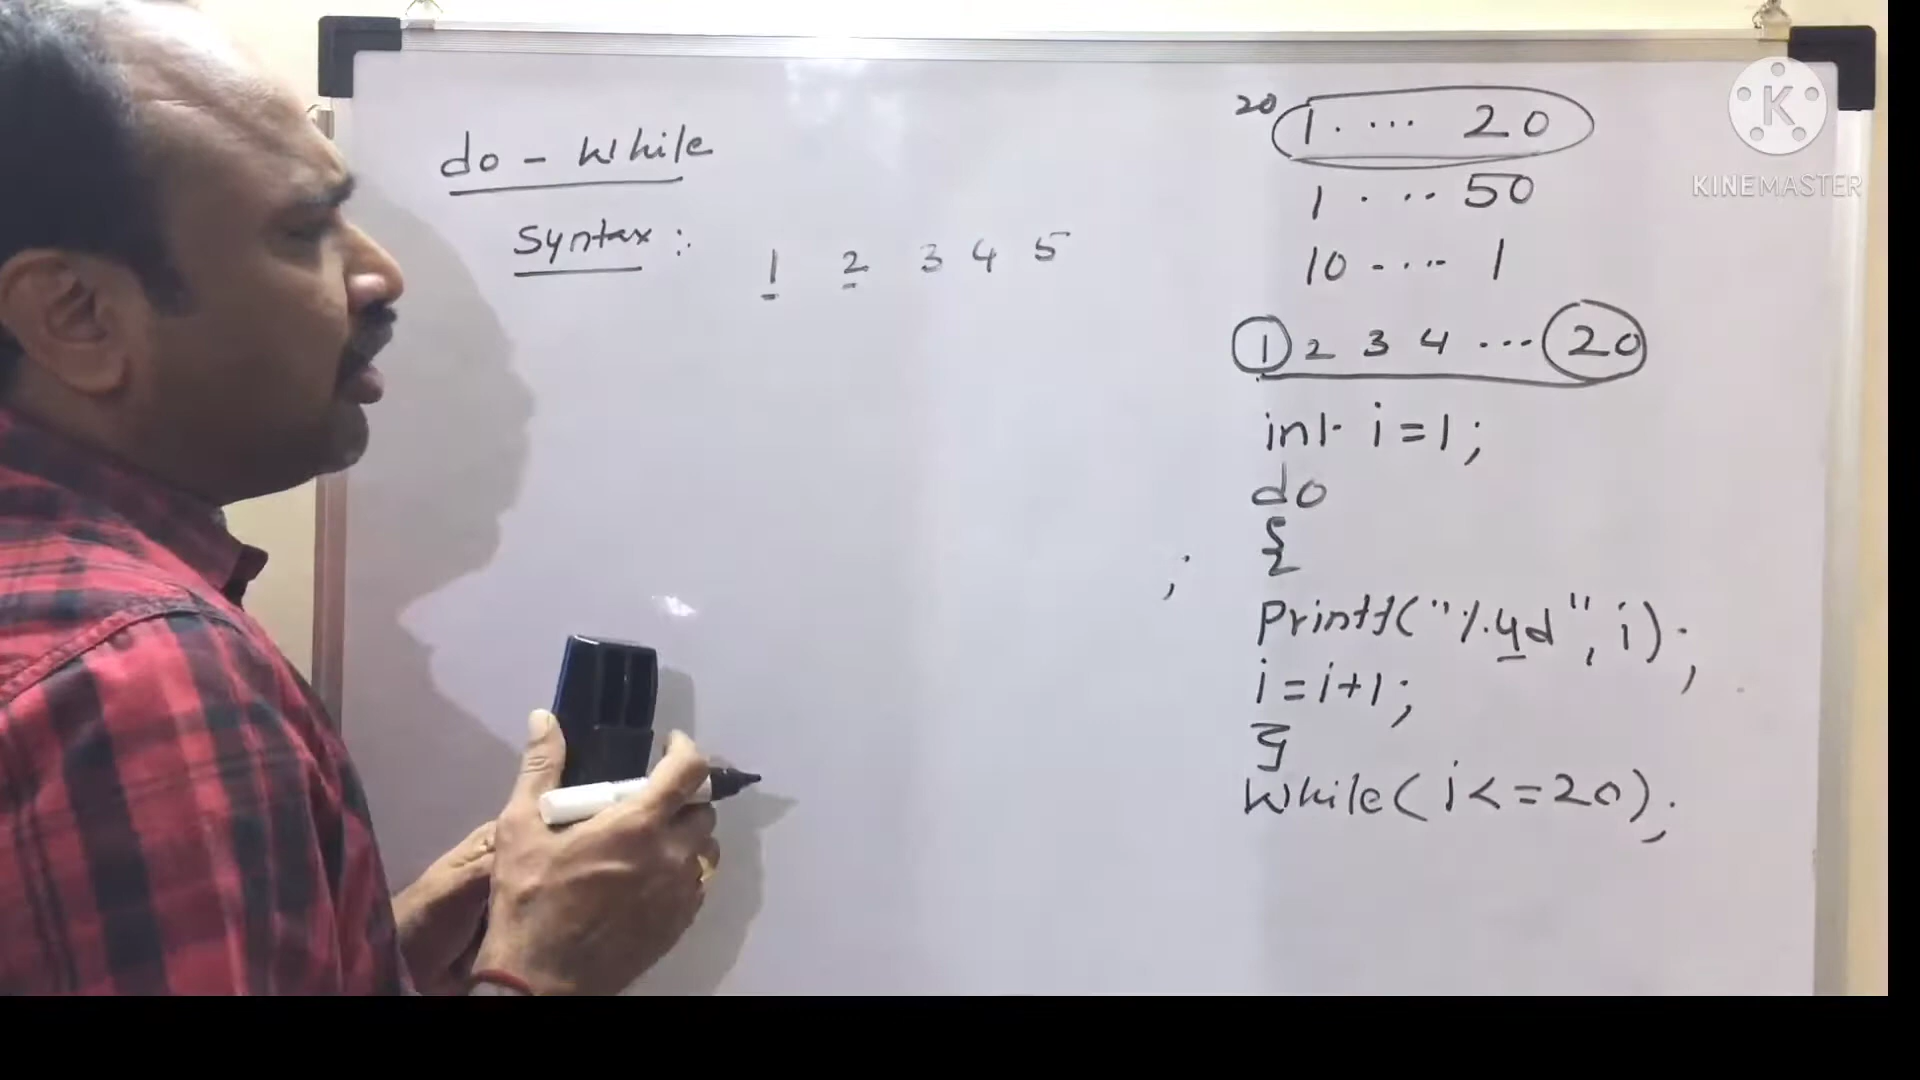 do - while
Syntax :
1 2 3 4 5
;
20 1. ... 20
1 . ... 50
10 - ... 1
1 2 3 4 ... 20
int i=1;
do
{
Printf("%4d", i);
i=i+1;
}
while(i<=20);
K
KINEMASTER